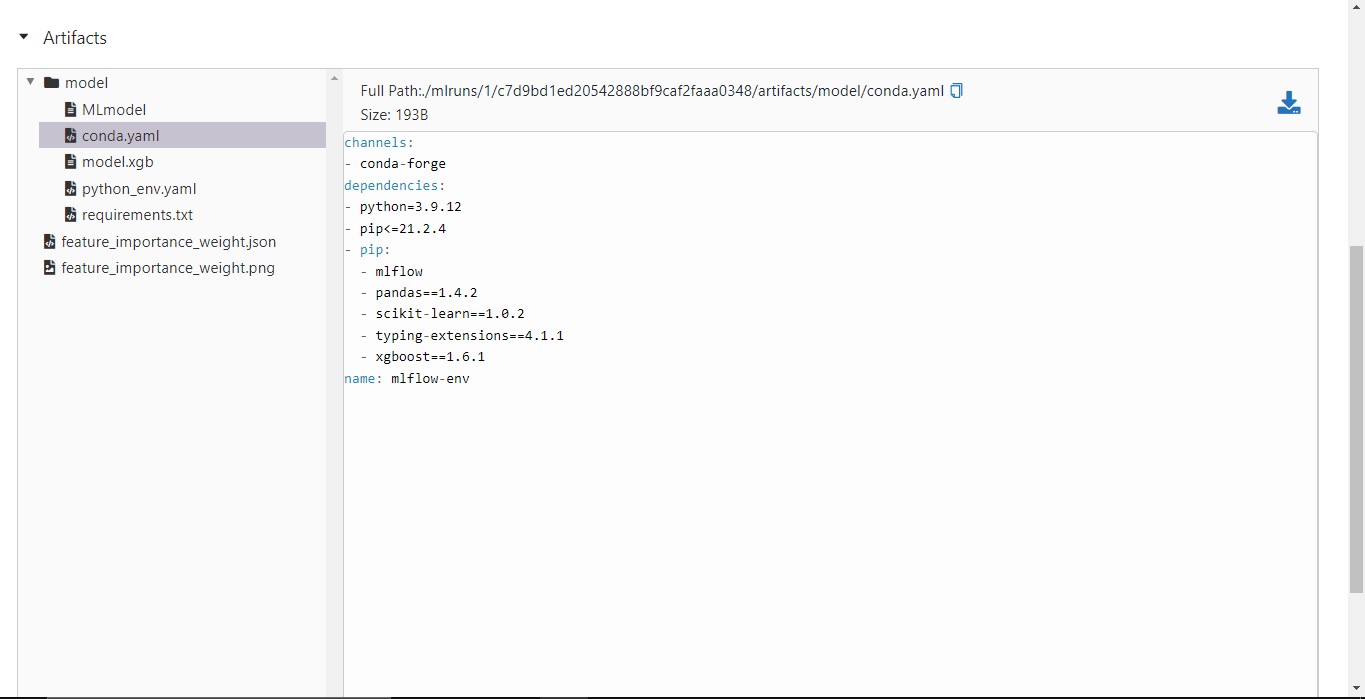 Artifacts
model
MLmodel
conda.yaml
model.xgb
python_env.yaml
requirements.txt
feature_importance_weight.json
feature_importance_weight.png
Full Path:./mlruns/1/c7d9bd1ed20542888bf9caf2faaa0348/artifacts/model/conda.yaml
Size: 193B
channels:
- conda-forge
dependencies:
- python=3.9.12
- pip<=21.2.4
- pip:
  - mlflow
  - pandas==1.4.2
  - scikit-learn==1.0.2
  - typing-extensions==4.1.1
  - xgboost==1.6.1
name: mlflow-env